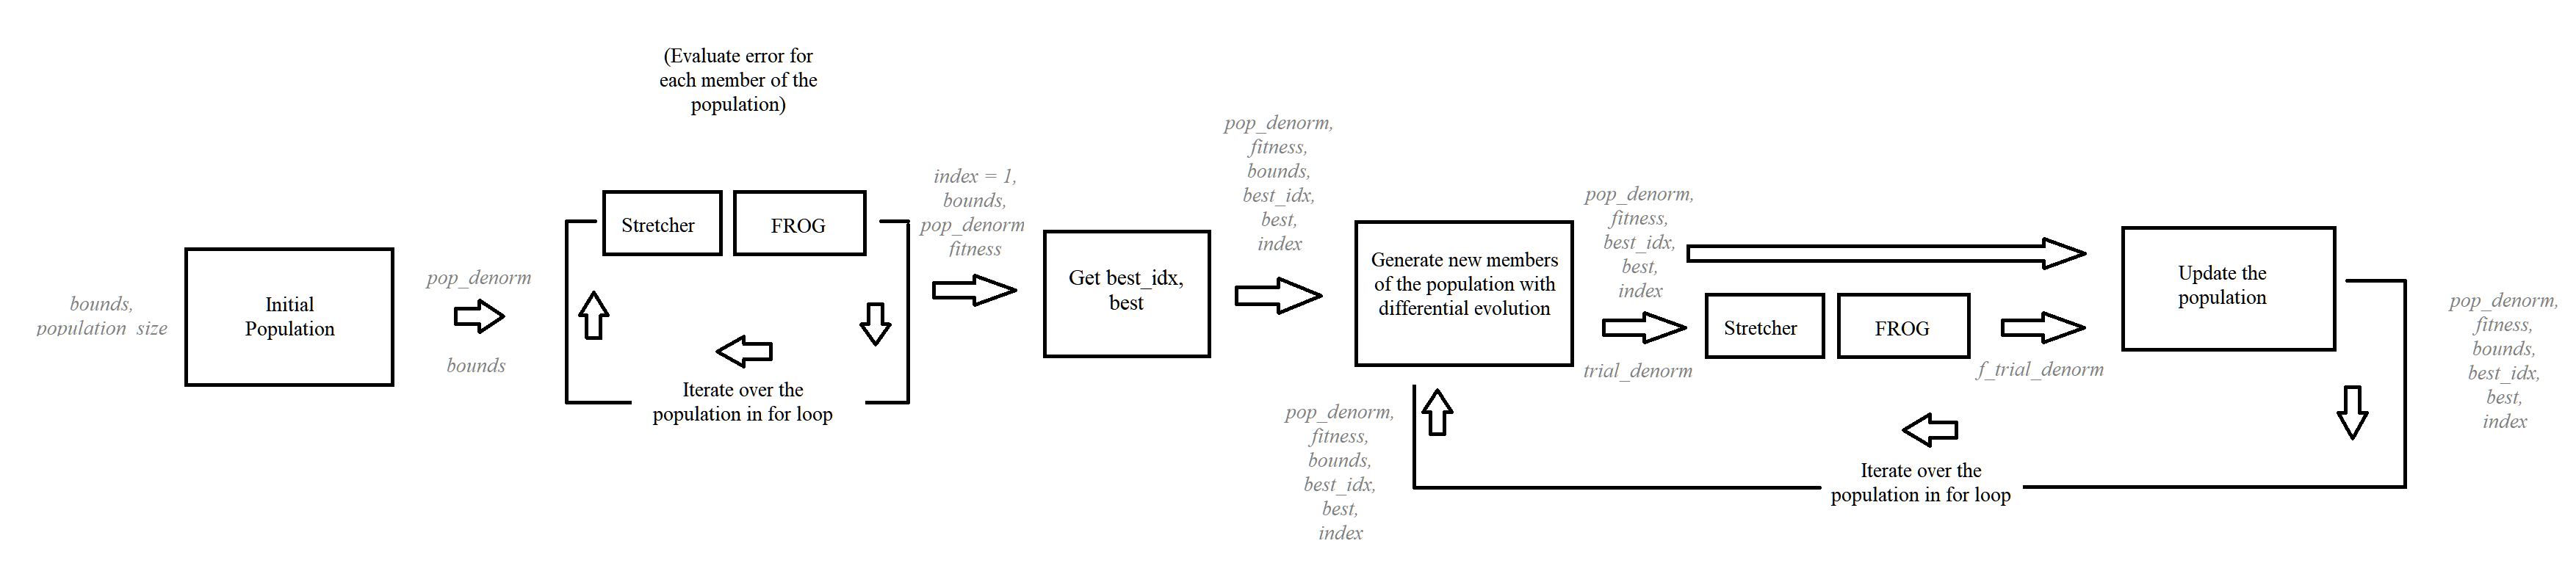 (Evaluate error for
each member of the
population)
bounds,
population_size
Initial
Population
pop_denorm
bounds
Stretcher
FROG
Iterate over the
population in for loop
index = 1,
bounds,
pop_denorm
fitness
Get best_idx,
best
pop_denorm,
fitness,
bounds,
best_idx,
best,
index
Generate new members
of the population with
differential evolution
pop_denorm,
fitness,
best_idx,
best,
index
trial_denorm
Stretcher
FROG
f_trial_denorm
Update the
population
pop_denorm,
fitness,
bounds,
best_idx,
best,
index
Iterate over the
population in for loop
pop_denorm,
fitness,
bounds,
best_idx,
best,
index